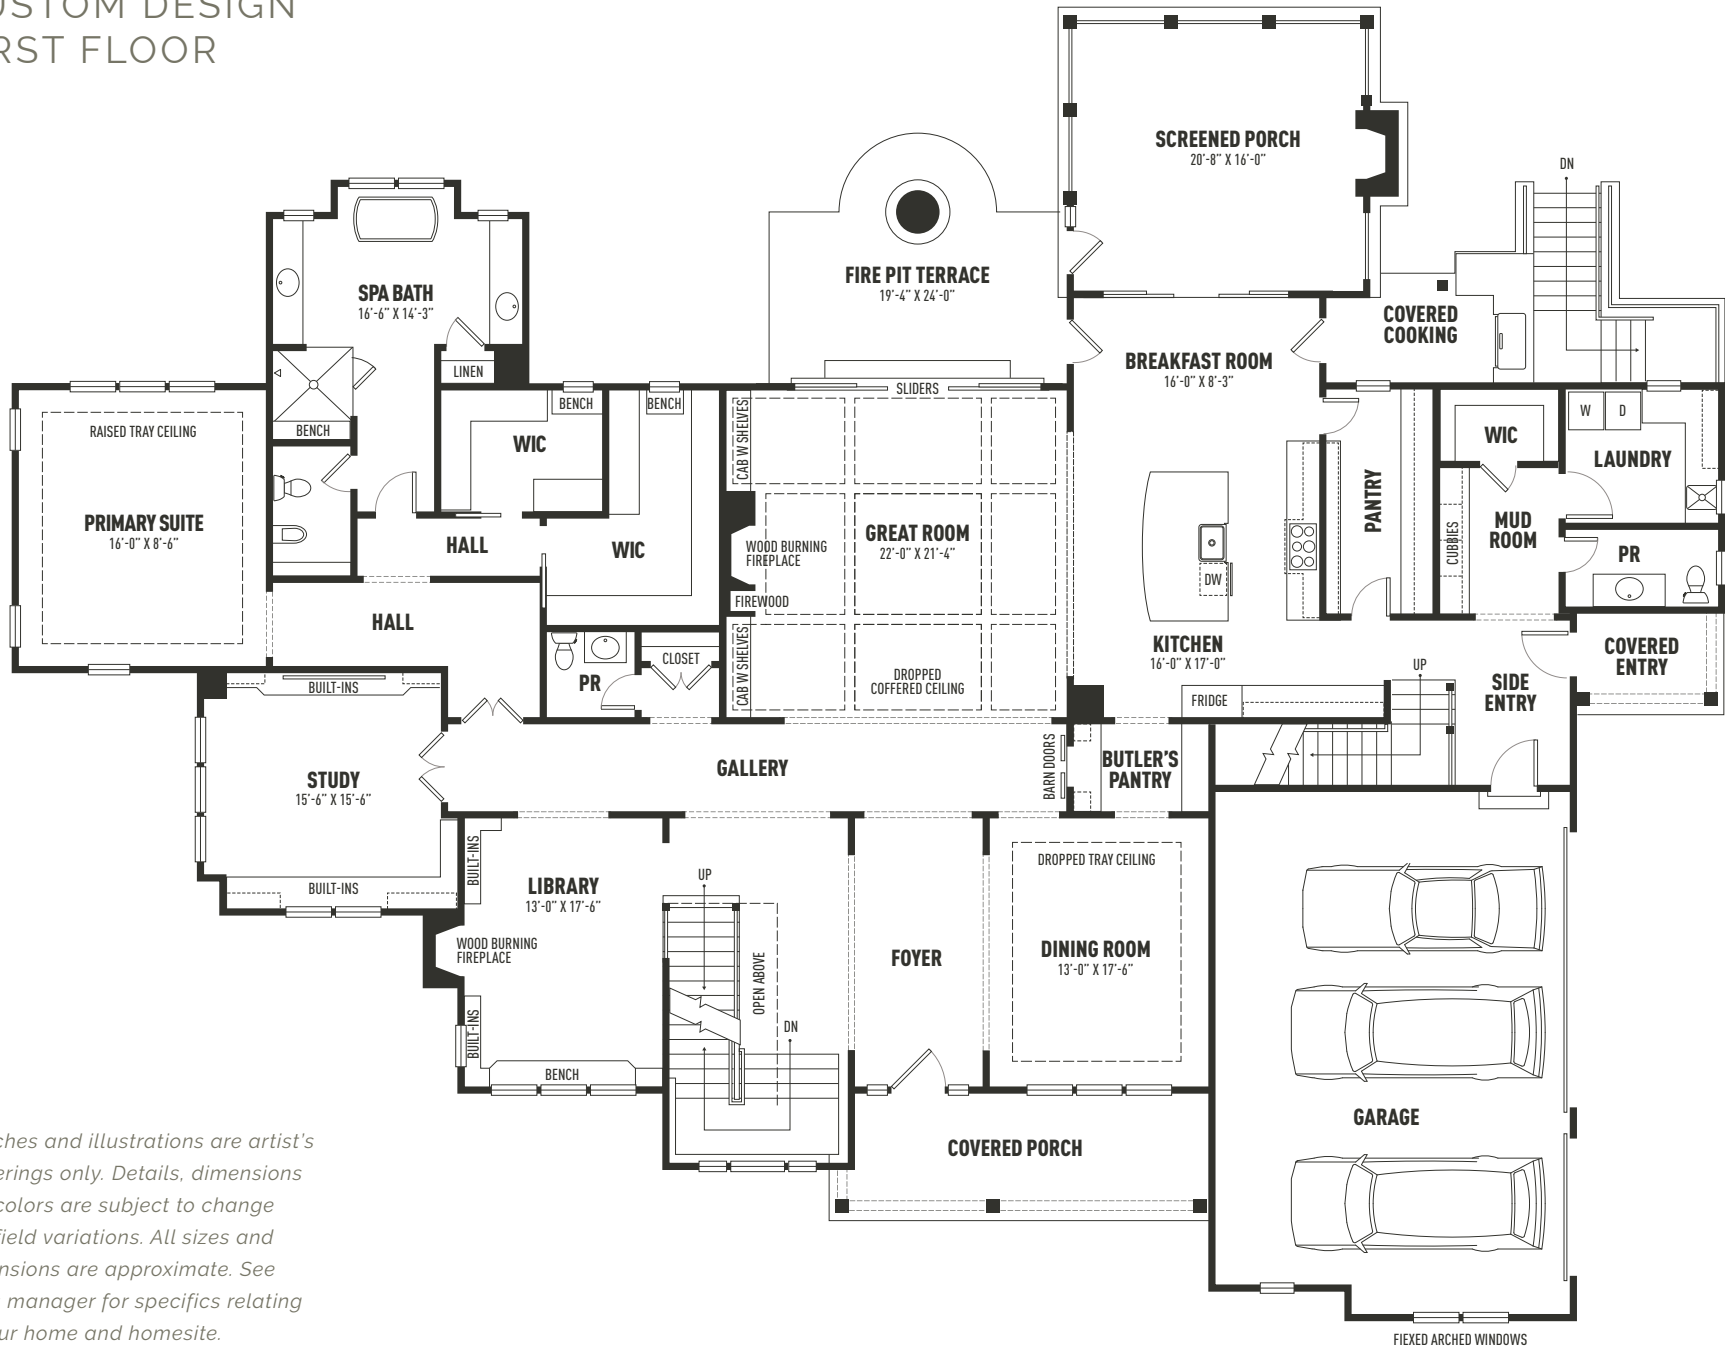 USTOM DESIGN
RST FLOOR
SCREENED PORCH
20'-8" X 16'-0"
DN
FIRE PIT TERRACE
19'-4" X 24'-0"
SPA BATH
16'-6" X 14'-3"
COVERED
COOKING
BREAKFAST ROOM
16'-0" X 8'-3"
LINEN
SLIDERS
BENCH
BENCH
CAB W SHELVES
W
D
RAISED TRAY CEILING
BENCH
WIC
WIC
LAUNDRY
PRIMARY SUITE
16'-0" X 8'-6"
HALL
WIC
GREAT ROOM
22'-0" X 21'-4"
WOOD BURNING
FIREPLACE
FIREWOOD
PANTRY
CUBBIES
MUD
ROOM
PR
DW
HALL
CLOSET
PR
CAB W SHELVES
DROPPED
COFFERED CEILING
KITCHEN
16'-0" X 17'-0"
UP
COVERED
ENTRY
SIDE
ENTRY
BUILT-INS
FRIDGE
STUDY
15'-6" X 15'-6"
GALLERY
BARN DOORS
BUTLER'S
PANTRY
BUILT-INS
BUILT-INS
LIBRARY
13'-0" X 17'-6"
UP
DROPPED TRAY CEILING
WOOD BURNING
FIREPLACE
OPEN ABOVE
FOYER
DINING ROOM
13'-0" X 17'-6"
BUILT-INS
DN
BENCH
GARAGE
COVERED PORCH
ches and illustrations are artist's
erings only. Details, dimensions
colors are subject to change
field variations. All sizes and
nsions are approximate. See
manager for specifics relating
ur home and homesite.
FIEXED ARCHED WINDOWS